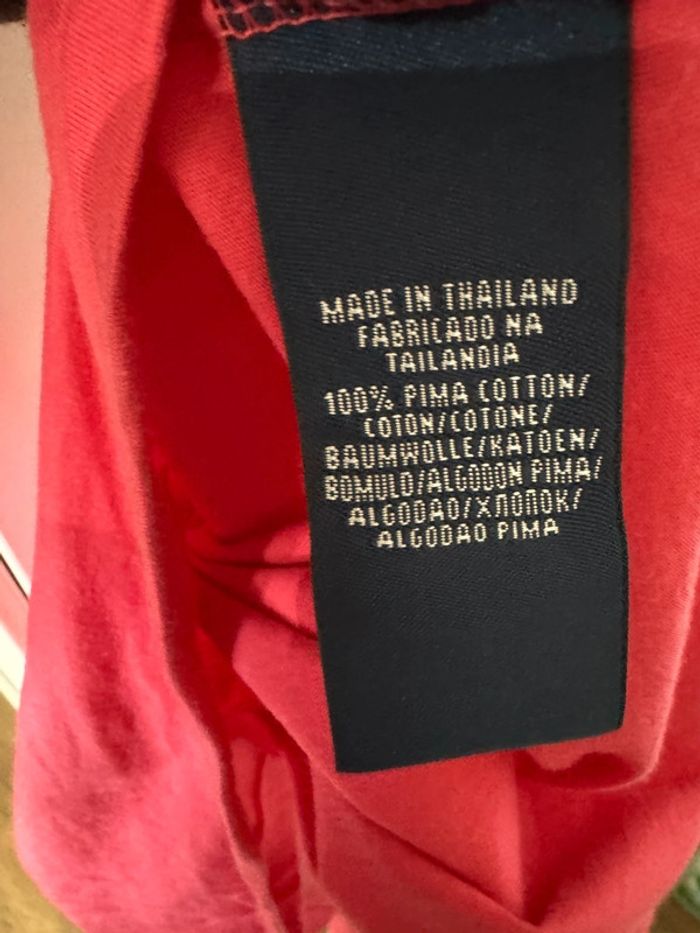 MADE IN THAILAND
FABRICADO NA
TAILANDIA
100% PIMA COTTON/
COTON/COTONE/
BAUMWOLLE/KATOEN/
BOMULD/ALGODON PIMA/
ALGODAO/ХЛОПОК/
ALGODAO PIMA